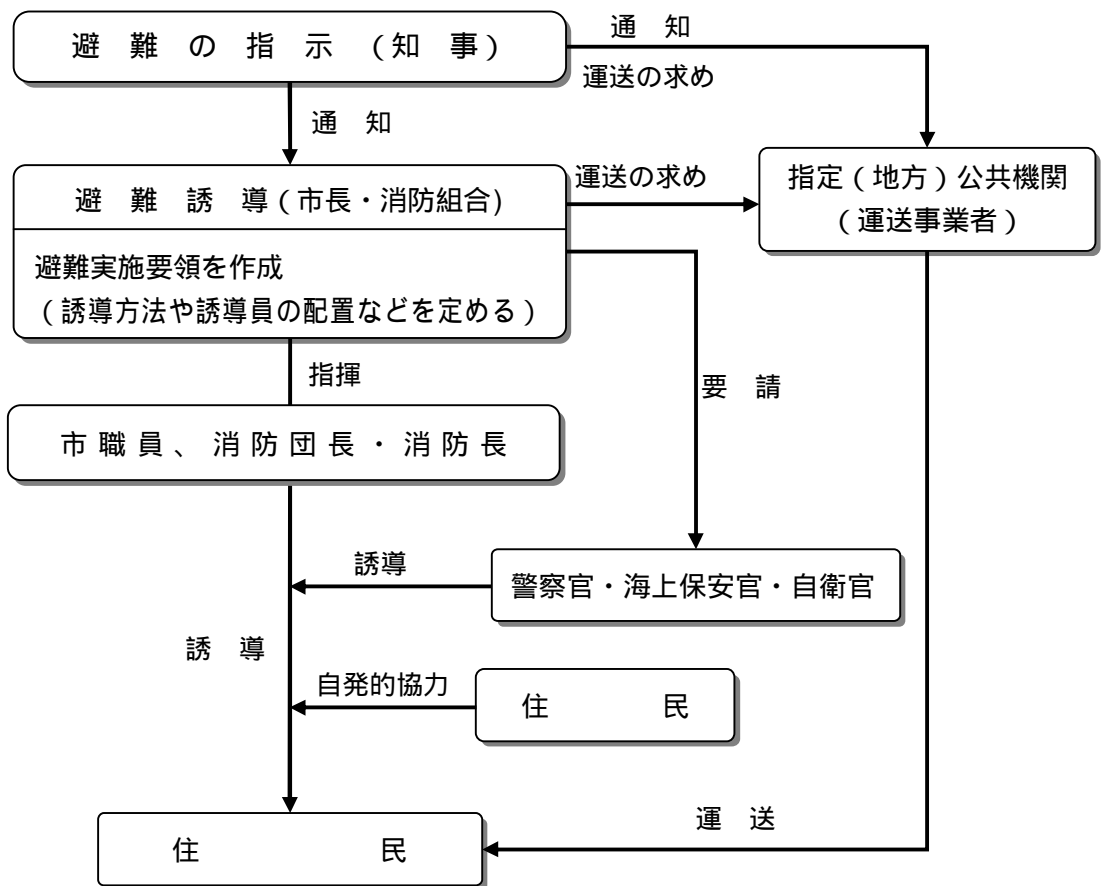 避難の指示（知事）
通知
運送の求め
通知
避難誘導(市長・消防組合)
運送の求め
指定（地方）公共機関
（運送事業者）
避難実施要領を作成
（誘導方法や誘導員の配置などを定める）
指揮
要請
市職員、消防団長・消防長
誘導
警察官・海上保安官・自衛官
誘導
自発的協力
住民
運送
住民